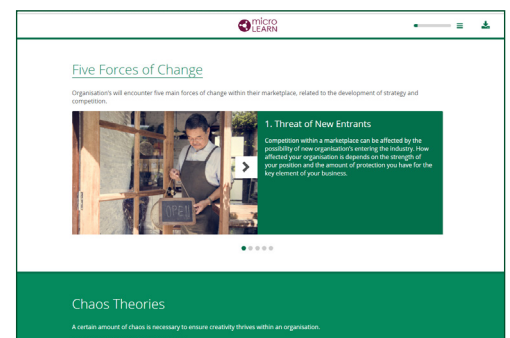 micro
LEARN
Five Forces of Change
Organisation's will encounter five main forces of change within their marketplace, related to the development of strategy and
competition.
1. Threat of New Entrants
Competition within a marketplace can be affected by the
possibility of new organisation's entering the industry. How
affected your organisation is depends on the strength of
your position and the amount of protection you have for the
key element of your business.
OPEN
Chaos Theories
A certain amount of chaos is necessary to ensure creativity thrives within an organisation.